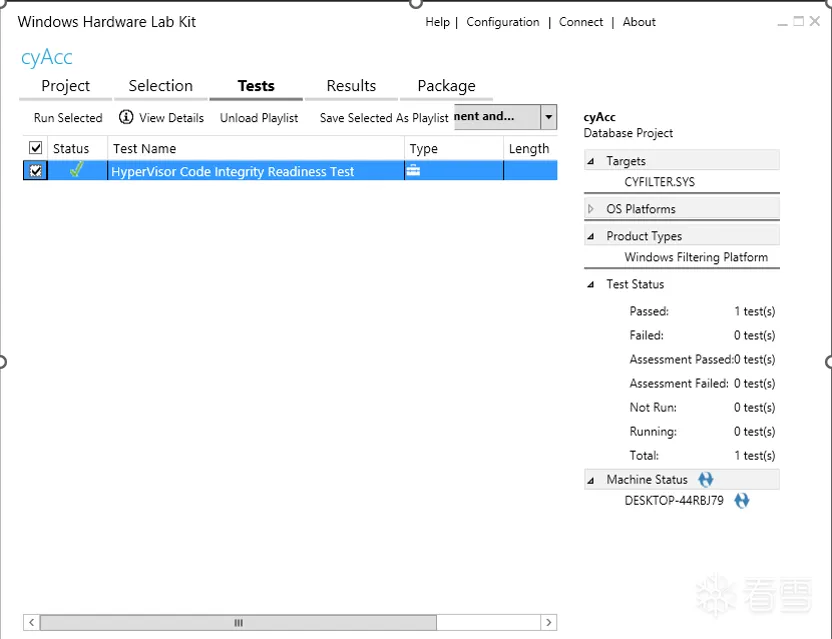 Windows Hardware Lab Kit
Help | Configuration | Connect | About
cyAcc
Project Selection Tests Results Package
Run Selected View Details Unload Playlist Save Selected As Playlist nent and...
Status Test Name Type Length
HyperVisor Code Integrity Readiness Test
cyAcc
Database Project
Targets
CYFILTER.SYS
OS Platforms
Product Types
Windows Filtering Platform
Test Status
Passed: 1 test(s)
Failed: 0 test(s)
Assessment Passed:0 test(s)
Assessment Failed: 0 test(s)
Not Run: 0 test(s)
Running: 0 test(s)
Total: 1 test(s)
Machine Status
DESKTOP-44RBJ79
看雪